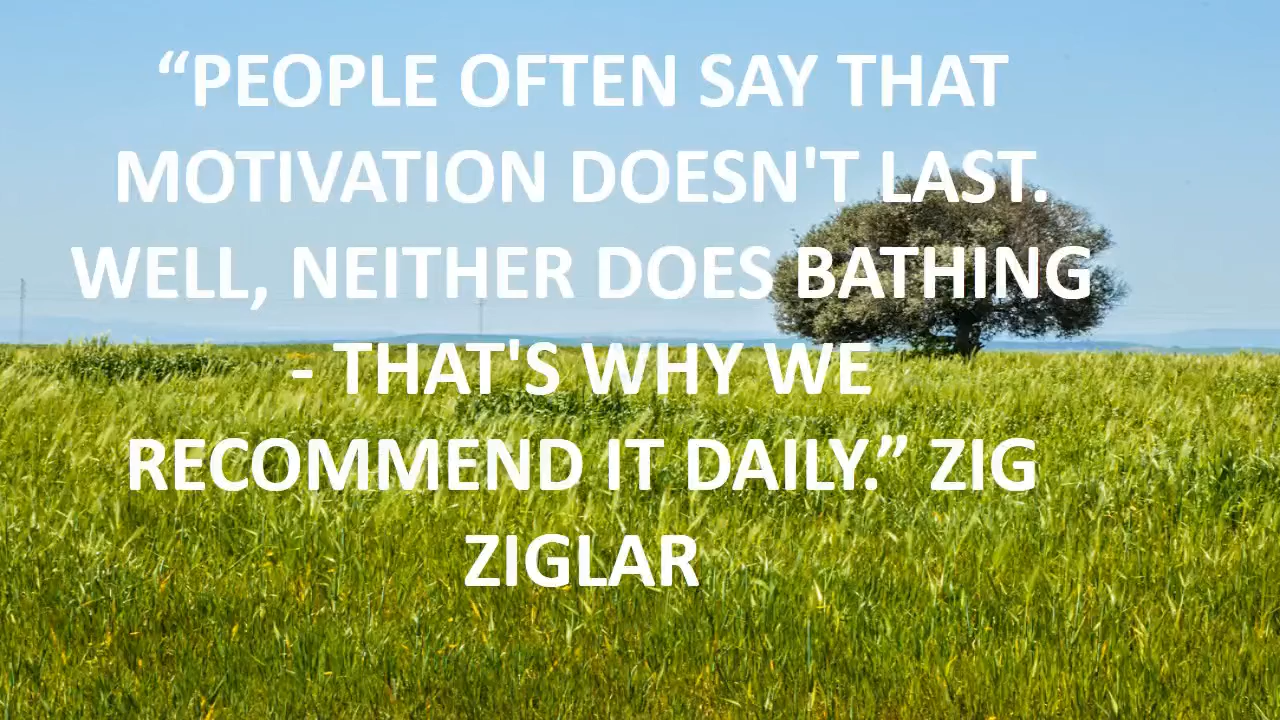 “PEOPLE OFTEN SAY THAT
MOTIVATION DOESN'T LAST.
WELL, NEITHER DOES BATHING
- THAT'S WHY WE
RECOMMEND IT DAILY.” ZIG
ZIGLAR